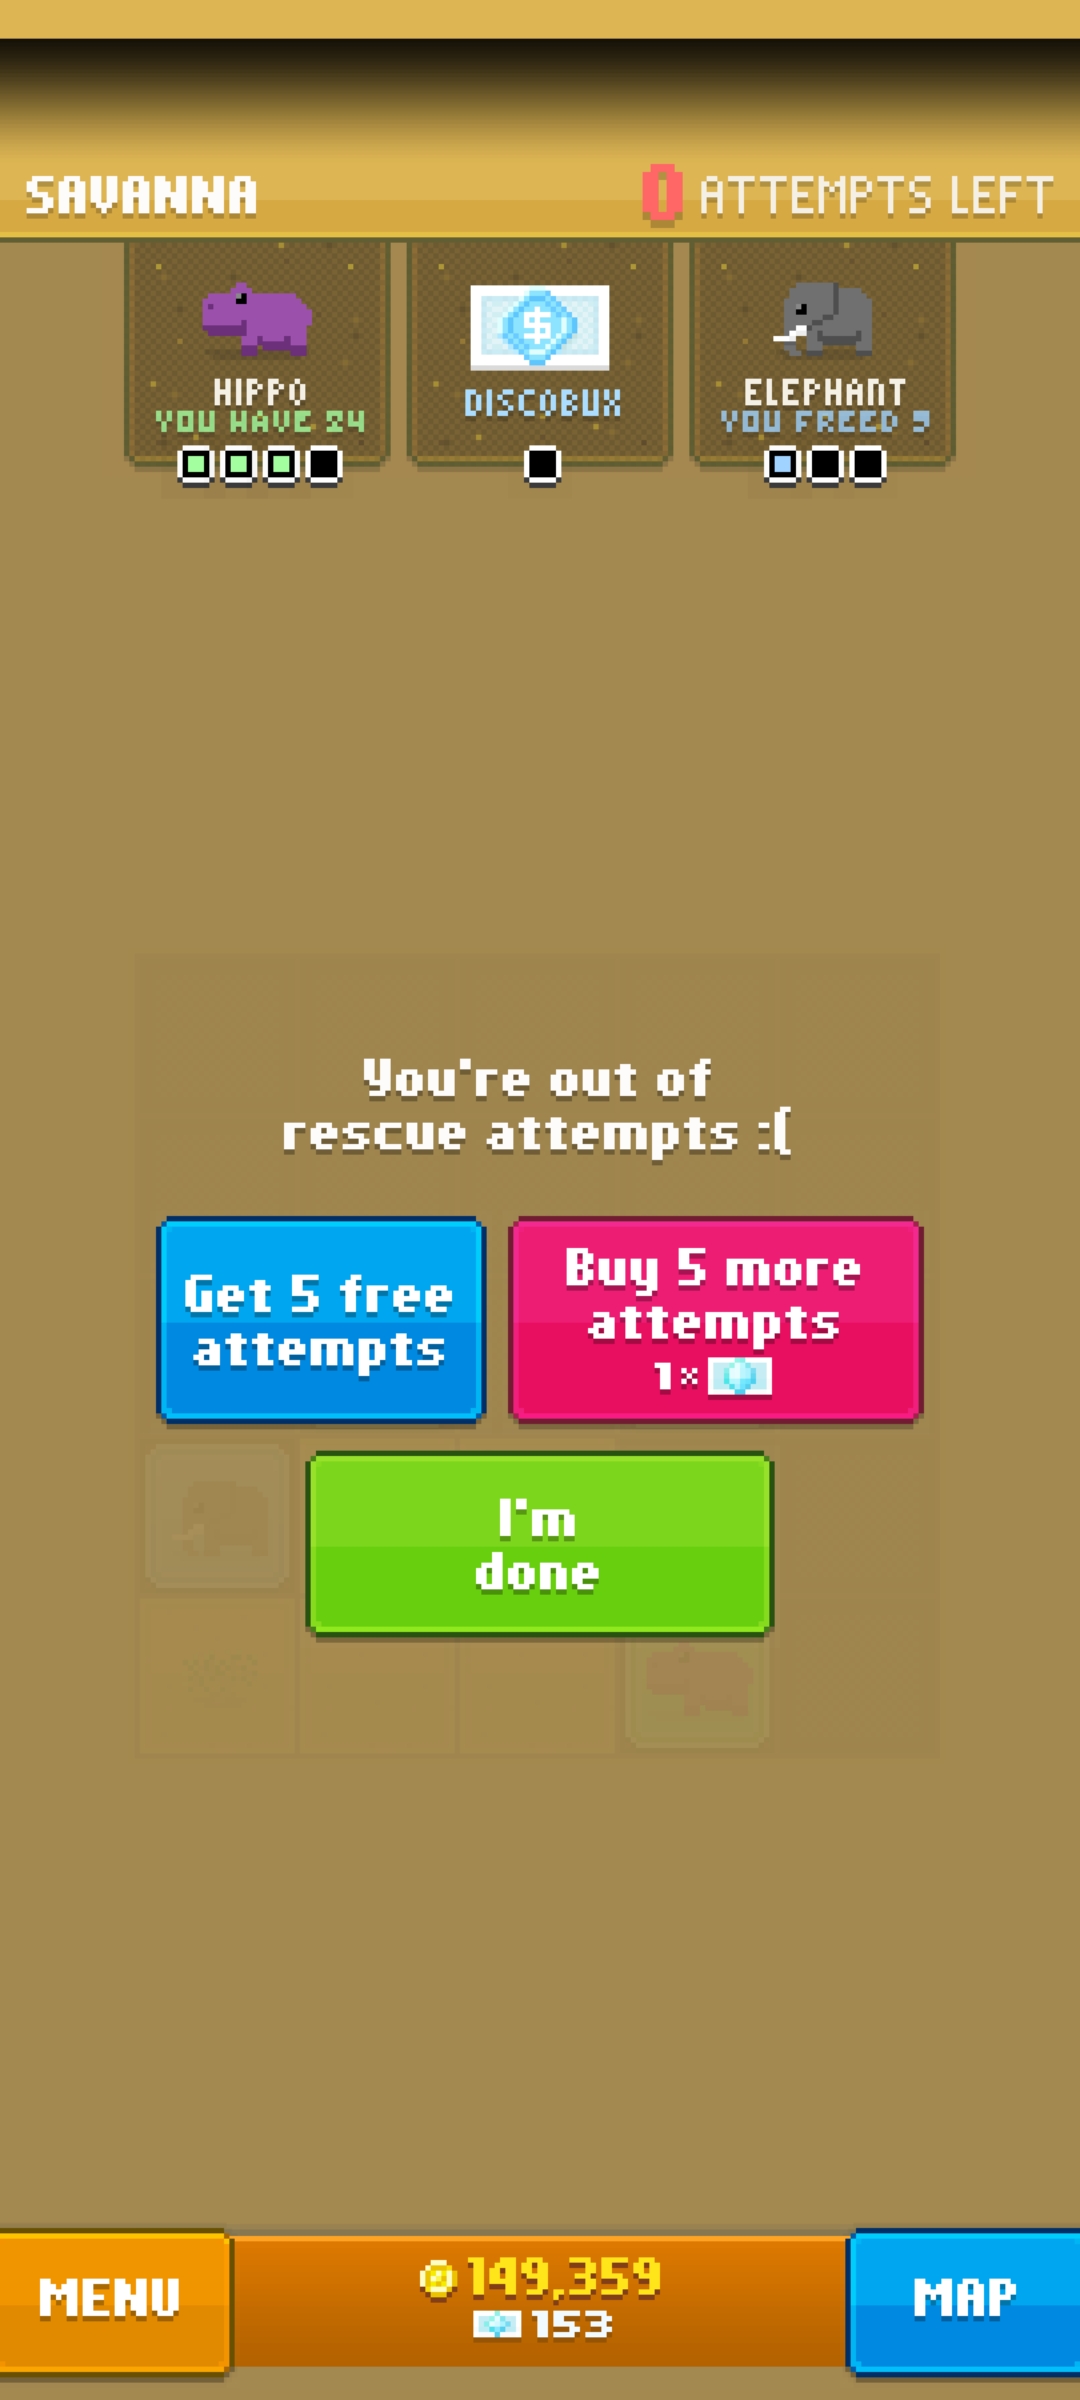 SAVANNA
0 ATTEMPTS LEFT
HIPPO
YOU HAVE 24
$
DISCOBUX
ELEPHANT
YOU FREED 9
You're out of
rescue attempts :(
Get 5 free
attempts
Buy 5 more
attempts
1×
I'm
done
MENU
149,359
153
MAP